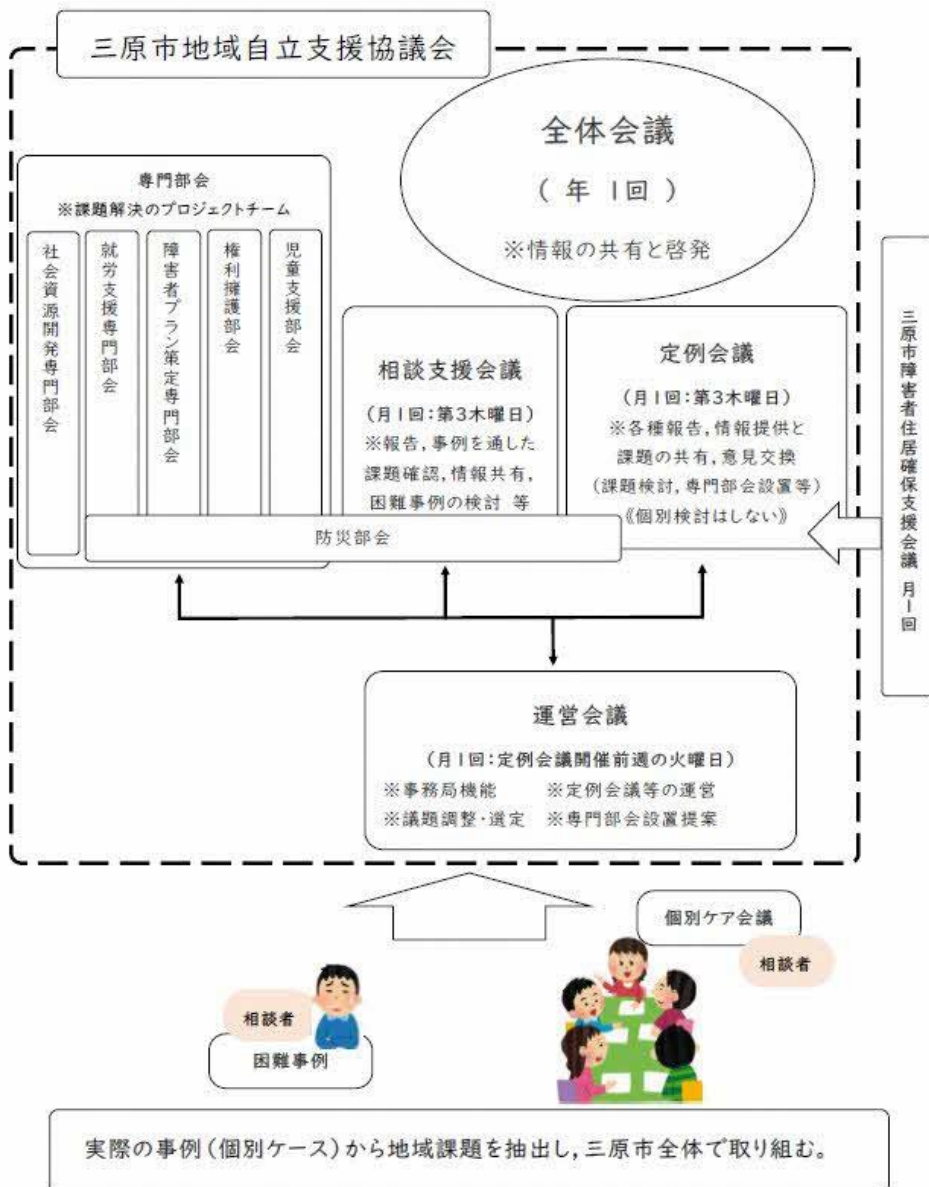 三原市地域自立支援協議会
全体会議
（ 年 1回 ）
※情報の共有と啓発
専門部会
※課題解決のプロジェクトチーム
社会資源開発専門部会
就労支援専門部会
障害者プラン策定専門部会
権利擁護部会
児童支援部会
相談支援会議
（月1回：第3木曜日）
※報告，事例を通した
課題確認，情報共有，
困難事例の検討 等
定例会議
（月1回：第3木曜日）
※各種報告，情報提供と
課題の共有，意見交換
（課題検討，専門部会設置等）
《個別検討はしない》
防災部会
三原市障害者住居確保支援会議 月1回
運営会議
（月1回：定例会議開催前週の火曜日）
※事務局機能 ※定例会議等の運営
※議題調整・選定 ※専門部会設置提案
個別ケア会議
相談者
相談者
困難事例
実際の事例（個別ケース）から地域課題を抽出し，三原市全体で取り組む。